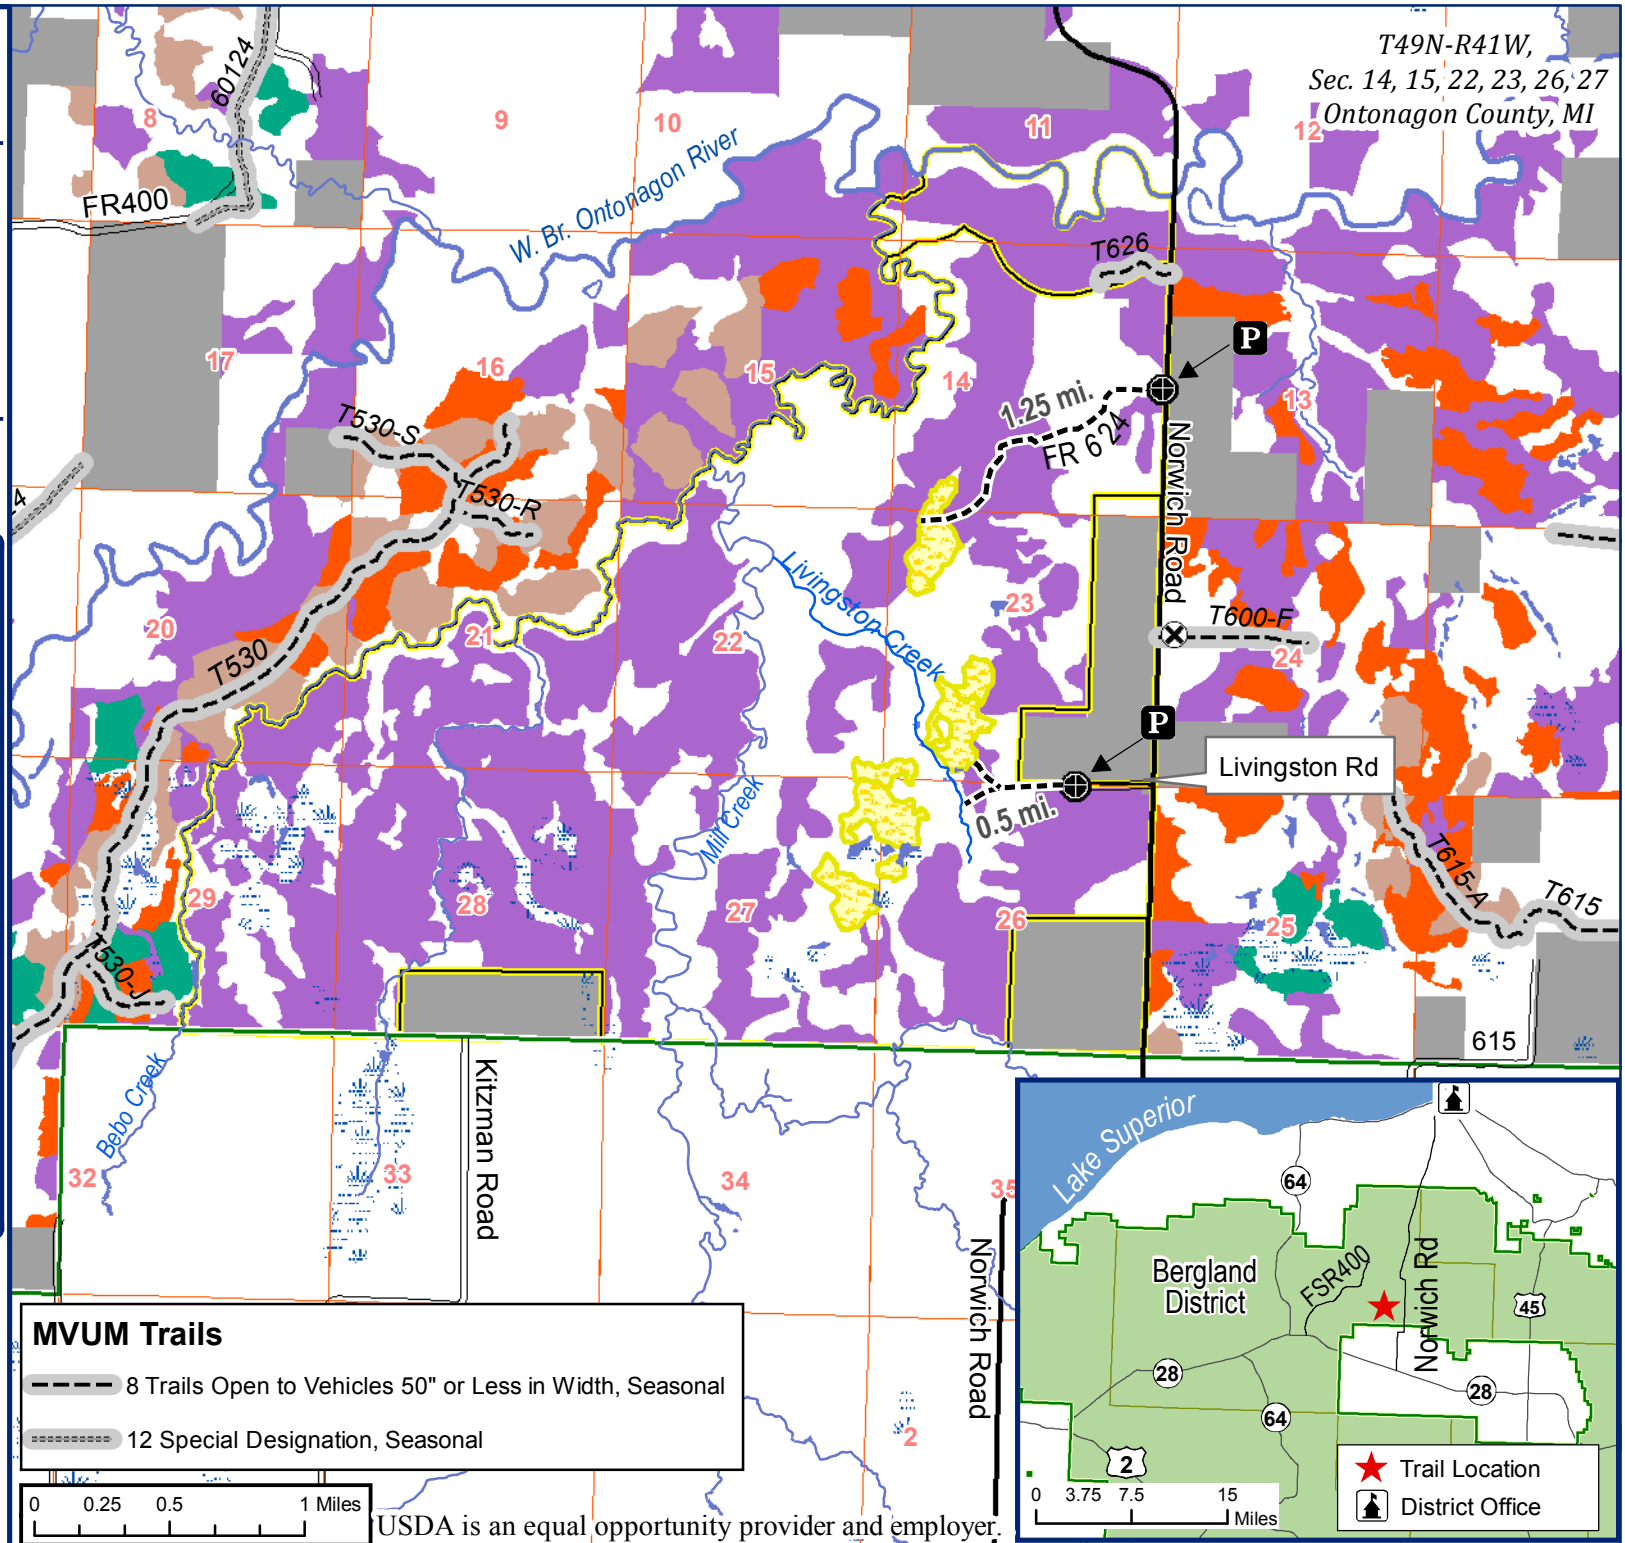 T49N-R41W,
Sec. 14, 15, 22, 23, 26, 27
Ontonagon County, MI
60124
8
9
10
11
12
FR400
W. Br. Ontonagon River
T626
P
17
16
15
14
13
1.25 mi.
FR 624
T530-S
T530-R
4
Norwich Road
Livingston Creek
20
21
22
23
T600-F
24
T530
P
Livingston Rd
0.5 mi.
Mill Creek
T615-A
T615
29
28
27
26
25
T530-J
615
Bebo Creek
Kitzman Road
32
33
34
35
Norwich Road
2
MVUM Trails
8 Trails Open to Vehicles 50" or Less in Width, Seasonal
12 Special Designation, Seasonal
0 0.25 0.5 1 Miles
USDA is an equal opportunity provider and employer.
Lake Superior
64
Bergland
District
FSR400
Norwich Rd
45
28
28
64
2
0 3.75 7.5 15
Miles
Trail Location
District Office